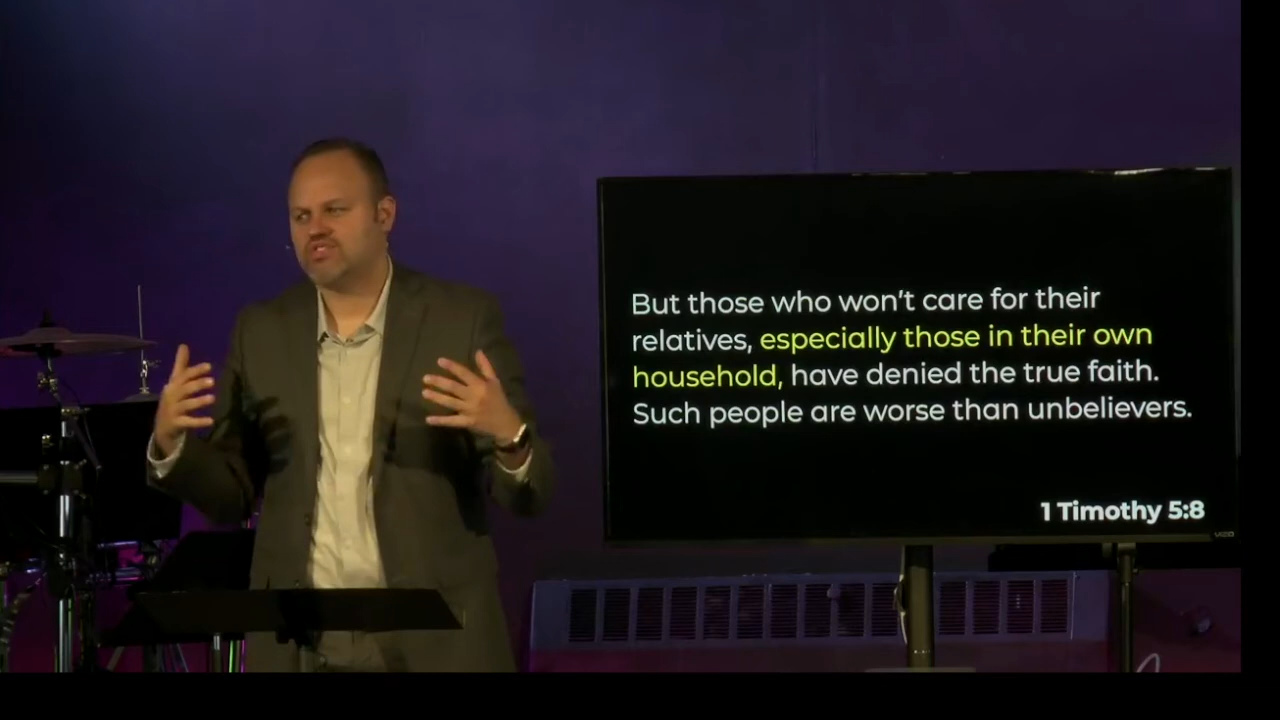 But those who won't care for their
relatives, especially those in their own
household, have denied the true faith.
Such people are worse than unbelievers.
1 Timothy 5:8
VIZIO